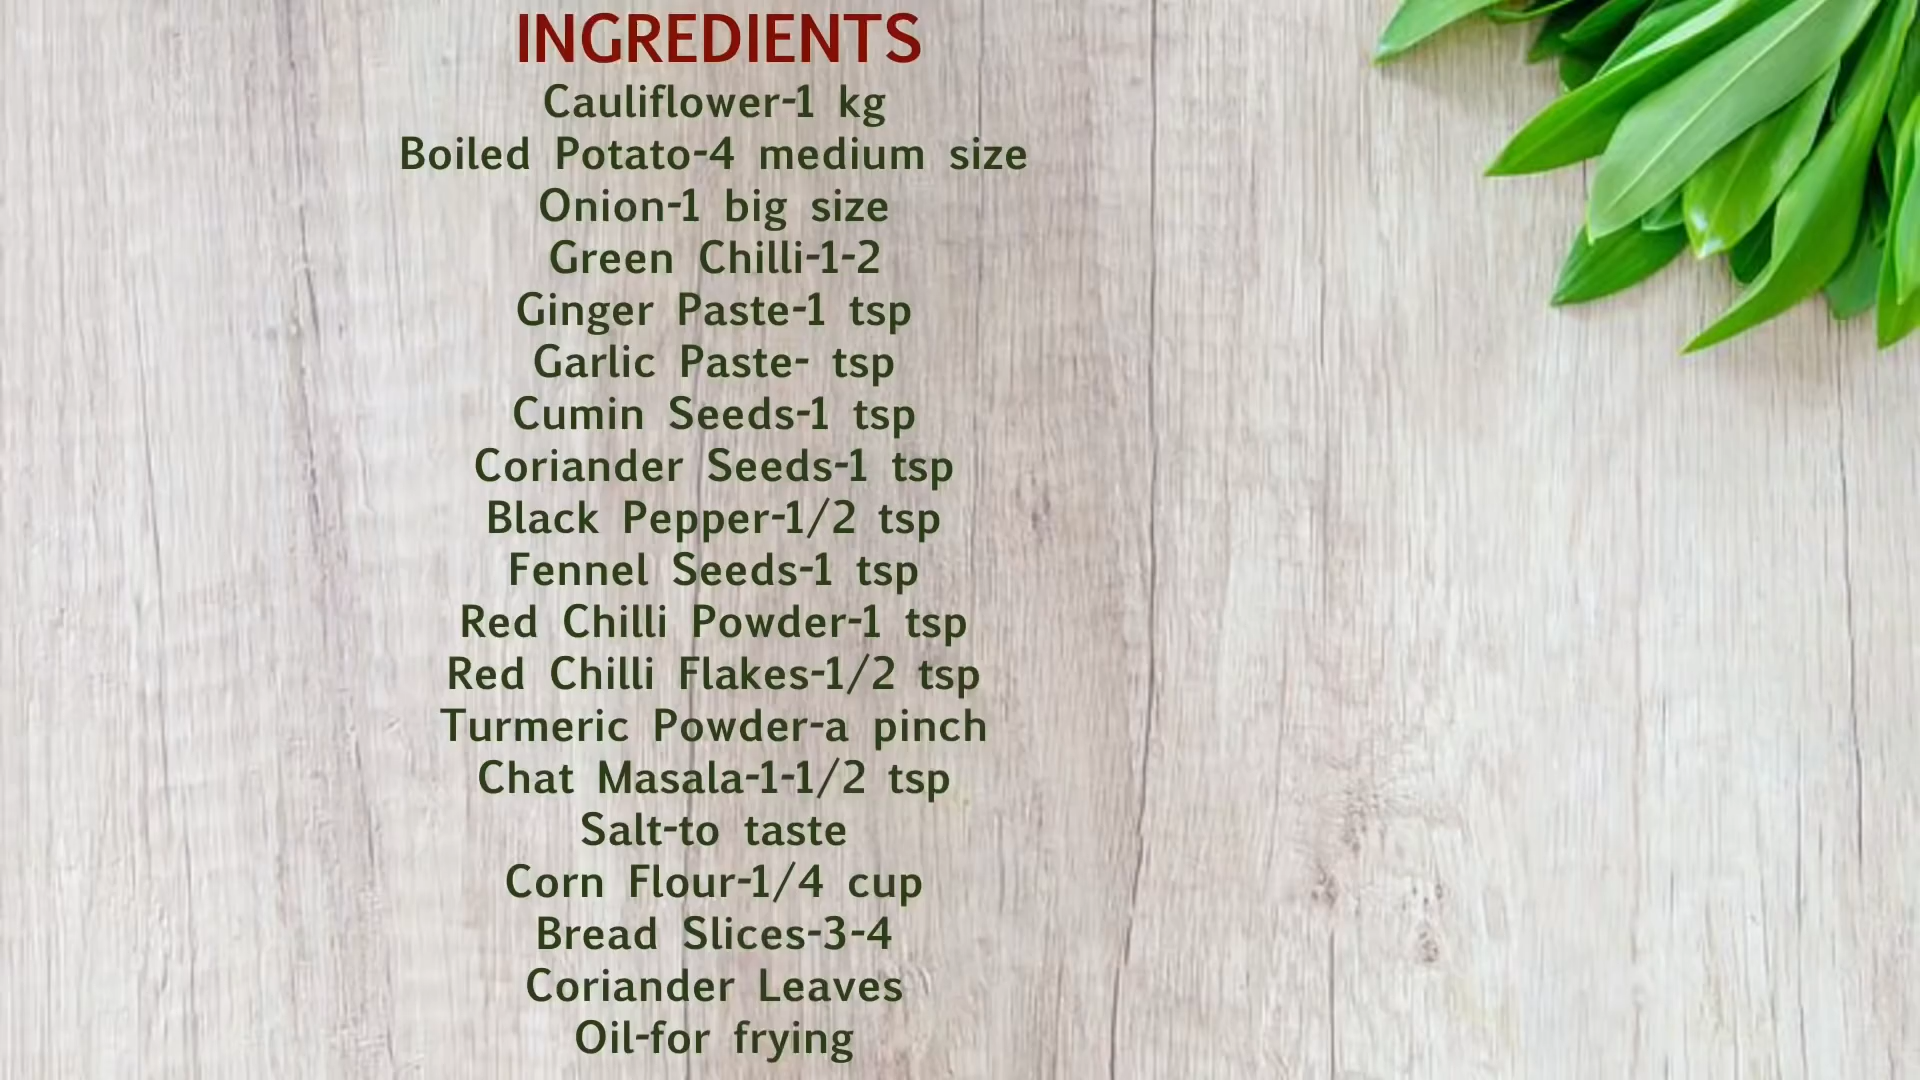 INGREDIENTS
Cauliflower-1 kg
Boiled Potato-4 medium size
Onion-1 big size
Green Chilli-1-2
Ginger Paste-1 tsp
Garlic Paste- tsp
Cumin Seeds-1 tsp
Coriander Seeds-1 tsp
Black Pepper-1/2 tsp
Fennel Seeds-1 tsp
Red Chilli Powder-1 tsp
Red Chilli Flakes-1/2 tsp
Turmeric Powder-a pinch
Chat Masala-1-1/2 tsp
Salt-to taste
Corn Flour-1/4 cup
Bread Slices-3-4
Coriander Leaves
Oil-for frying